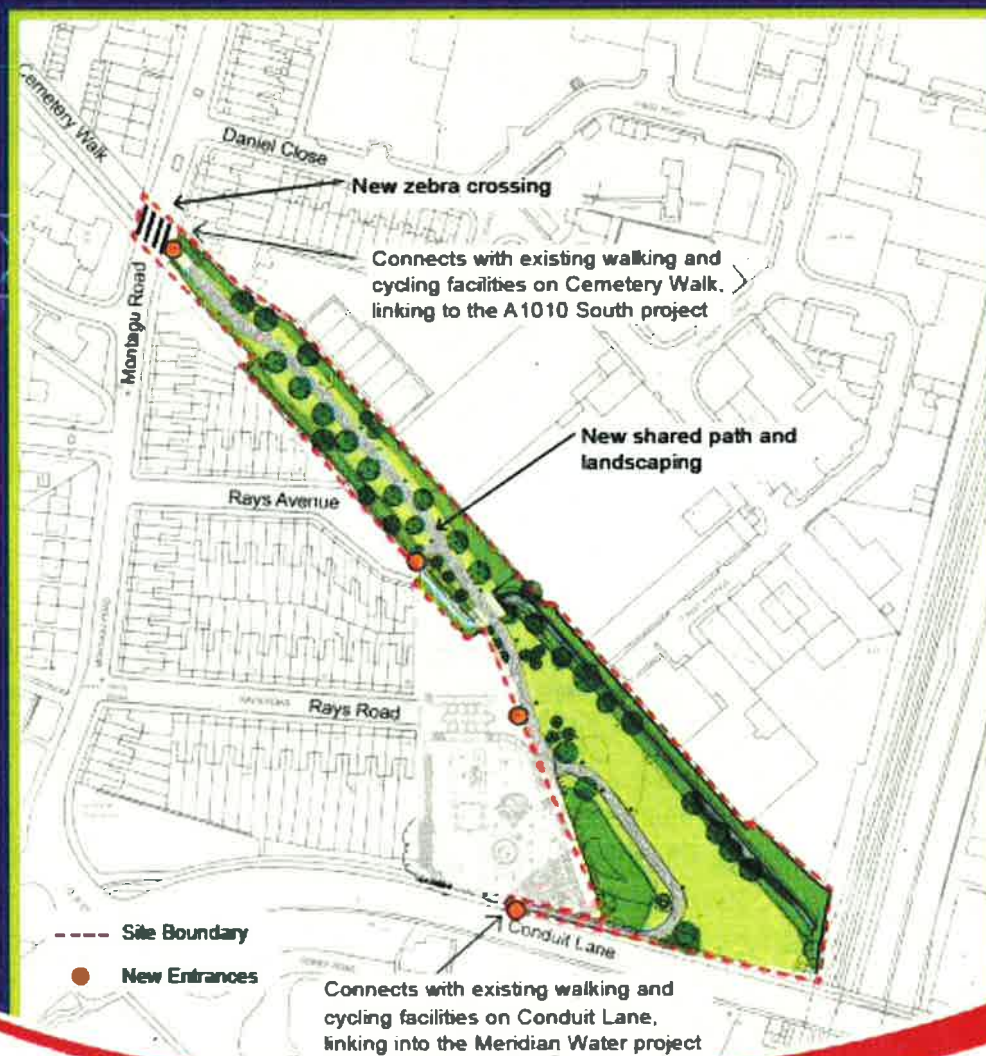 Cemetery Walk
Daniel Close
New zebra crossing
Connects with existing walking and
cycling facilities on Cemetery Walk,
linking to the A1010 South project
Montagu Road
New shared path and
landscaping
Rays Avenue
Rays Road
Conduit Lane
Site Boundary
New Entrances
Connects with existing walking and
cycling facilities on Conduit Lane,
linking into the Meridian Water project